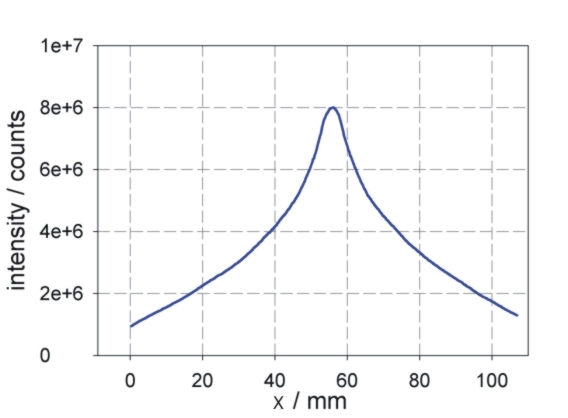 1e+7
8e+6
6e+6
4e+6
2e+6
0
intensity / counts
0 20 40 60 80 100
x / mm